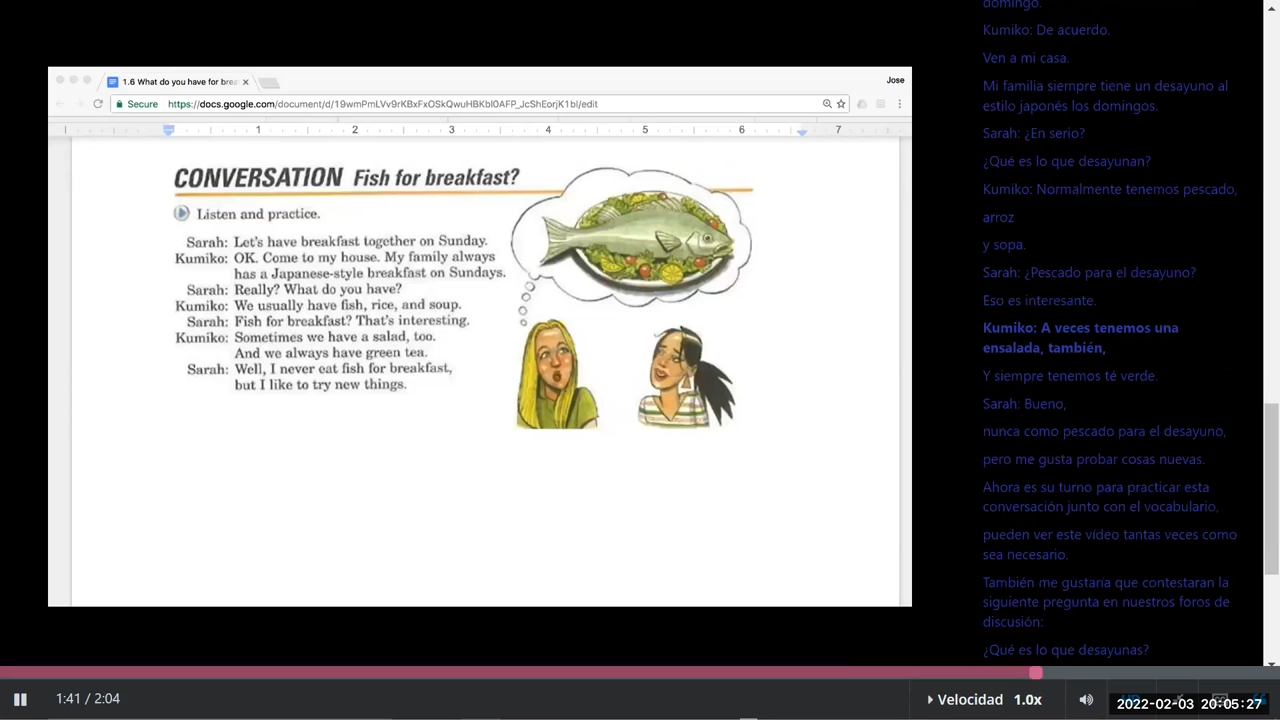 1.6 What do you have for brea
Jose
Secure https://docs.google.com/document/d/19wmPmLVv9rKBxFxOSkQwuHBKbl0AFP_JcShEorjK1bI/edit
1 2 3 4 5 6 7
CONVERSATION Fish for breakfast?
Listen and practice.
Sarah: Let's have breakfast together on Sunday.
Kumiko: OK. Come to my house. My family always
has a Japanese-style breakfast on Sundays.
Sarah: Really? What do you have?
Kumiko: We usually have fish, rice, and soup.
Sarah: Fish for breakfast? That's interesting.
Kumiko: Sometimes we have a salad, too.
And we always have green tea.
Sarah: Well, I never eat fish for breakfast,
but I like to try new things.
domingo.
Kumiko: De acuerdo.
Ven a mi casa.
Mi familia siempre tiene un desayuno al
estilo japonés los domingos.
Sarah: ¿En serio?
¿Qué es lo que desayunan?
Kumiko: Normalmente tenemos pescado,
arroz
y sopa.
Sarah: ¿Pescado para el desayuno?
Eso es interesante.
Kumiko: A veces tenemos una
ensalada, también,
Y siempre tenemos té verde.
Sarah: Bueno,
nunca como pescado para el desayuno,
pero me gusta probar cosas nuevas.
Ahora es su turno para practicar esta
conversación junto con el vocabulario,
pueden ver este vídeo tantas veces como
sea necesario.
También me gustaría que contestaran la
siguiente pregunta en nuestros foros de
discusión:
¿Qué es lo que desayunas?
1:41 / 2:04
Velocidad 1.0x
2022-02-03 20:05:27